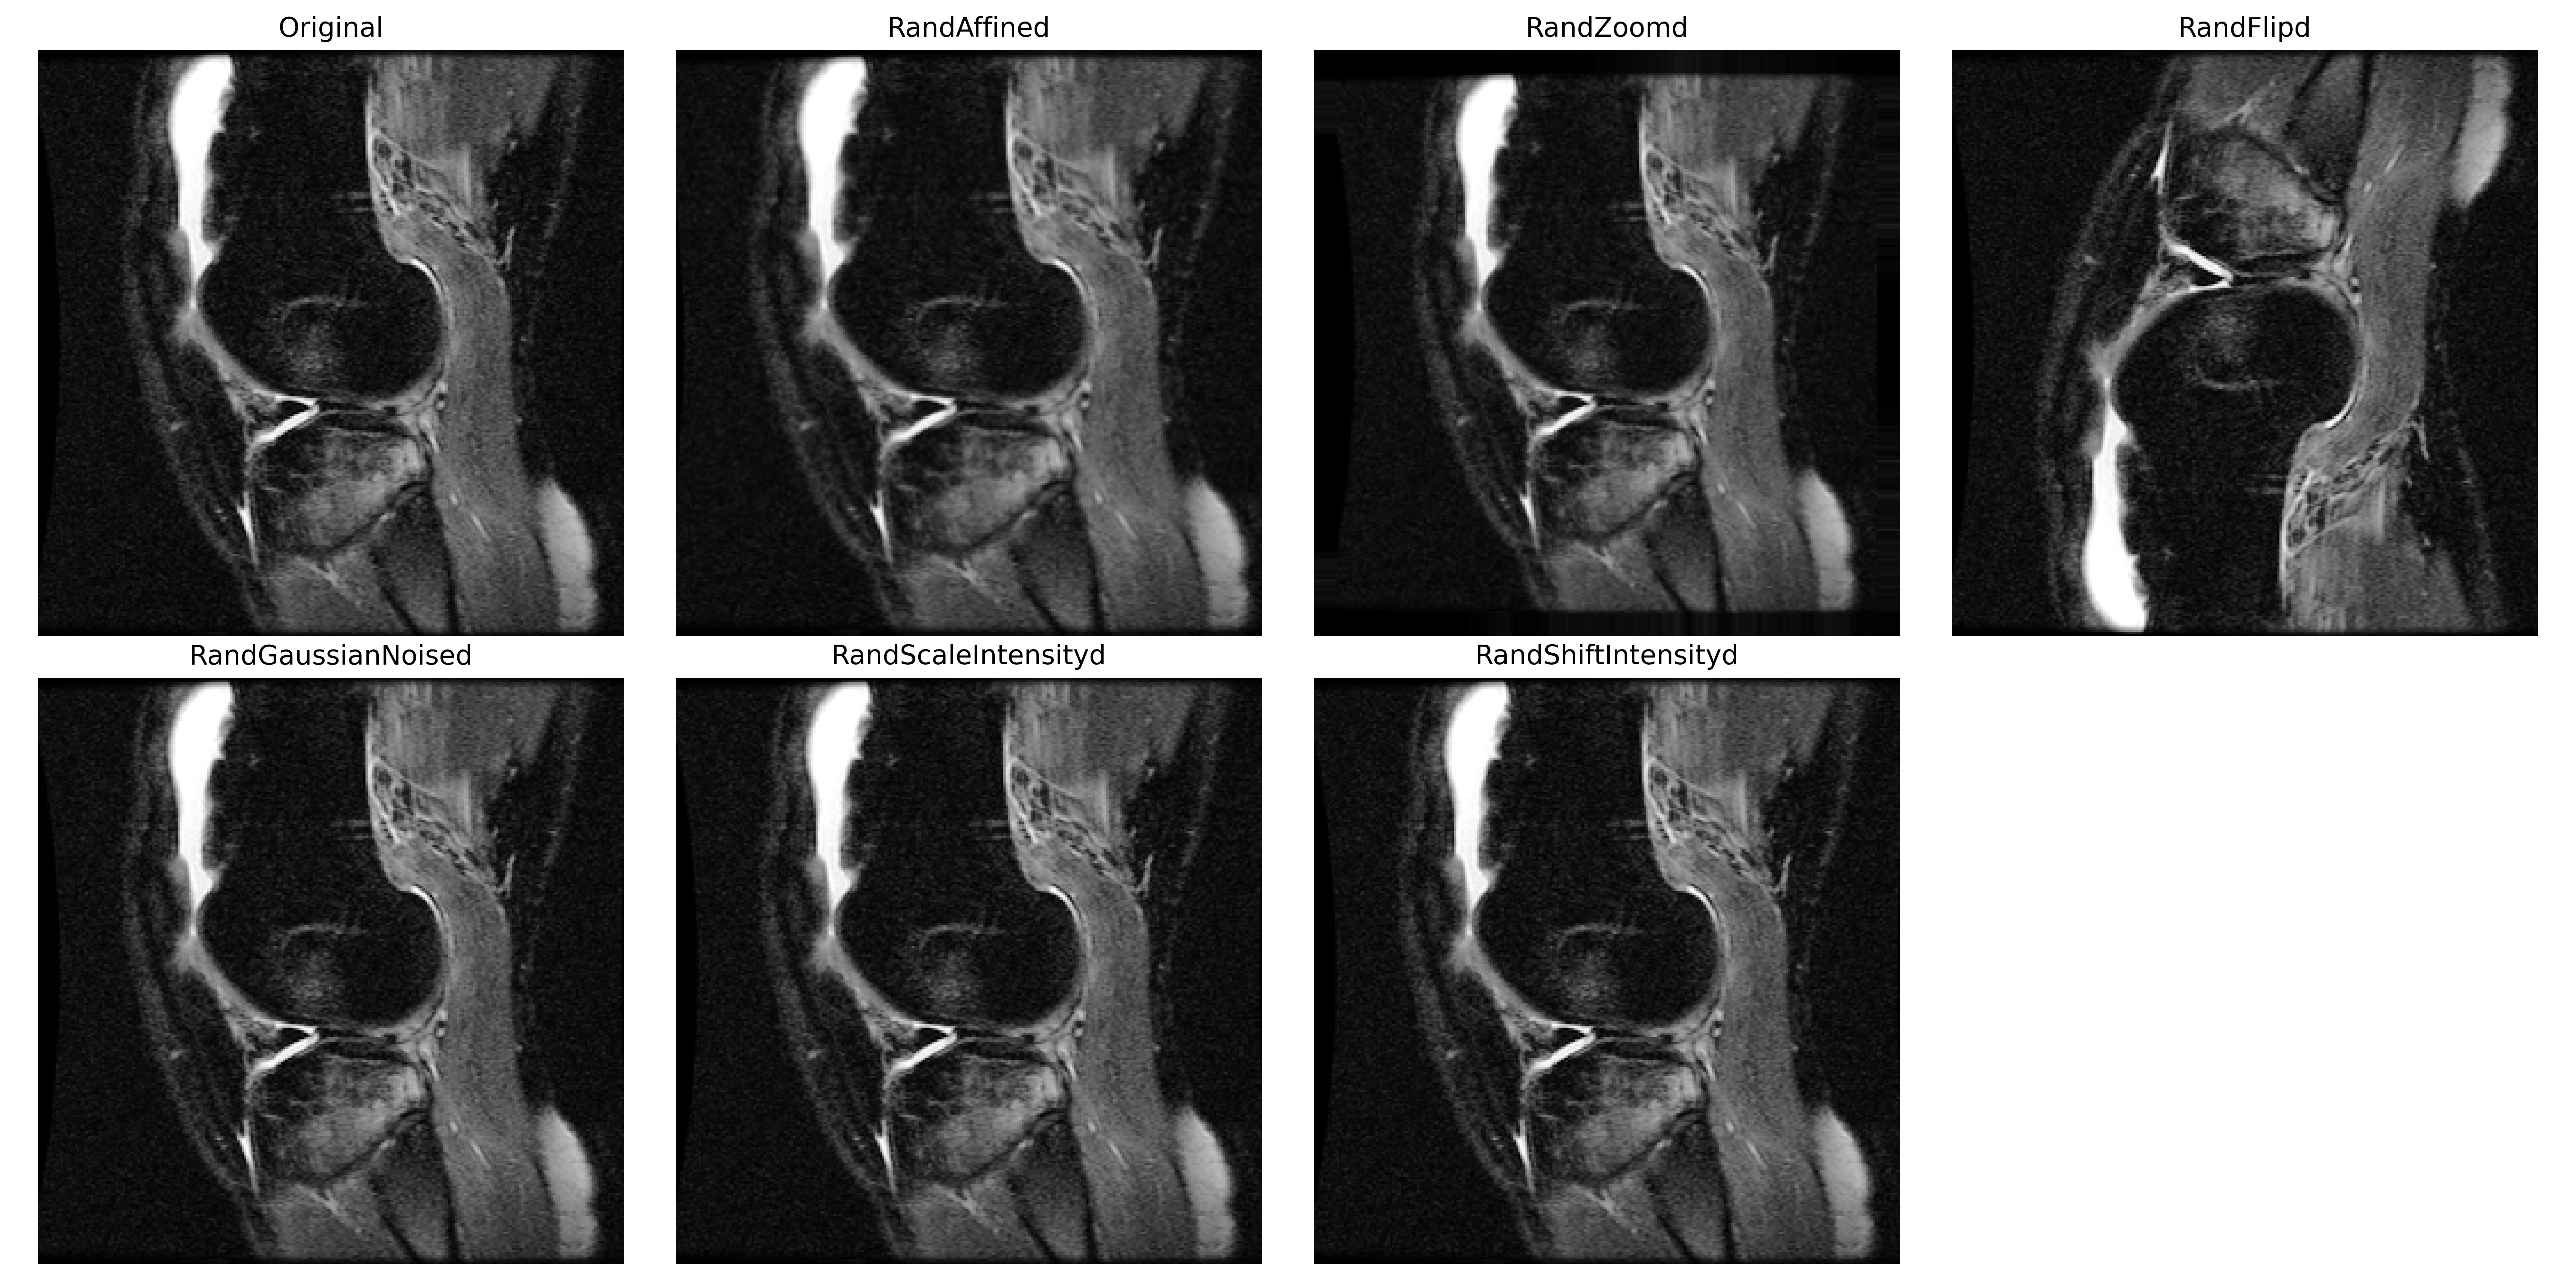 Original
RandAffined
RandZoomd
RandFlipd
RandGaussianNoised
RandScaleIntensityd
RandShiftIntensityd